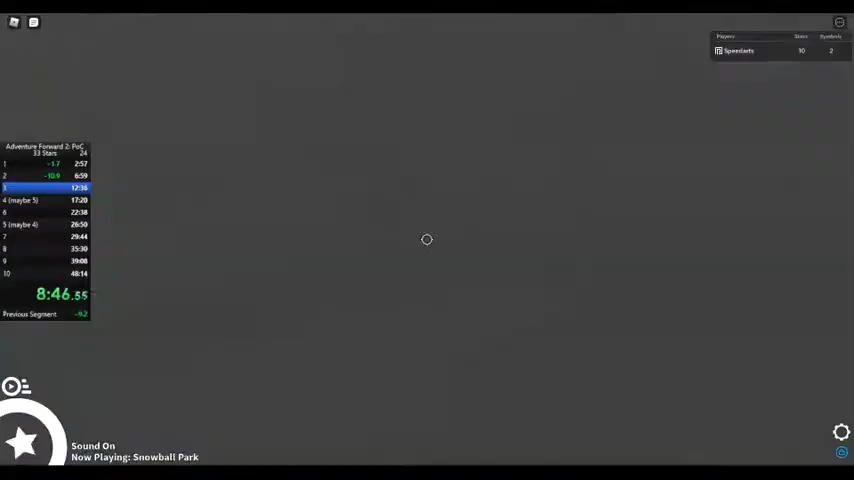 Players Stars Symbols
Speedarts 10 2
Adventure Forward 2: PoC
33 Stars 24
1 -1.7 2:57
2 -10.9 6:59
3 12:36
4 (maybe 5) 17:20
6 22:38
5 (maybe 4) 26:50
7 29:44
8 35:30
9 39:08
10 48:14
8:46.55
Previous Segment -9.2
Sound On
Now Playing: Snowball Park